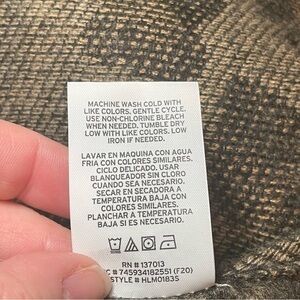 MACHINE WASH COLD WITH
LIKE COLORS, GENTLE CYCLE.
USE NON-CHLORINE BLEACH
WHEN NEEDED. TUMBLE DRY
LOW WITH LIKE COLORS. LOW
IRON IF NEEDED.
LAVAR EN MAQUINA CON AGUA
FRIA CON COLORES SIMILARES.
CICLO DELICADO. USAR
BLANQUEADOR SIN CLORO
CUANDO SEA NECESARIO.
SECAR EN SECADORA A
TEMPERATURA BAJA CON
COLORES SIMILARES.
PLANCHAR A TEMPERATURA
BAJA SI ES NECESARIO.
RN # 137013
C # 745934182551 (F20)
STYLE # HLM0183S